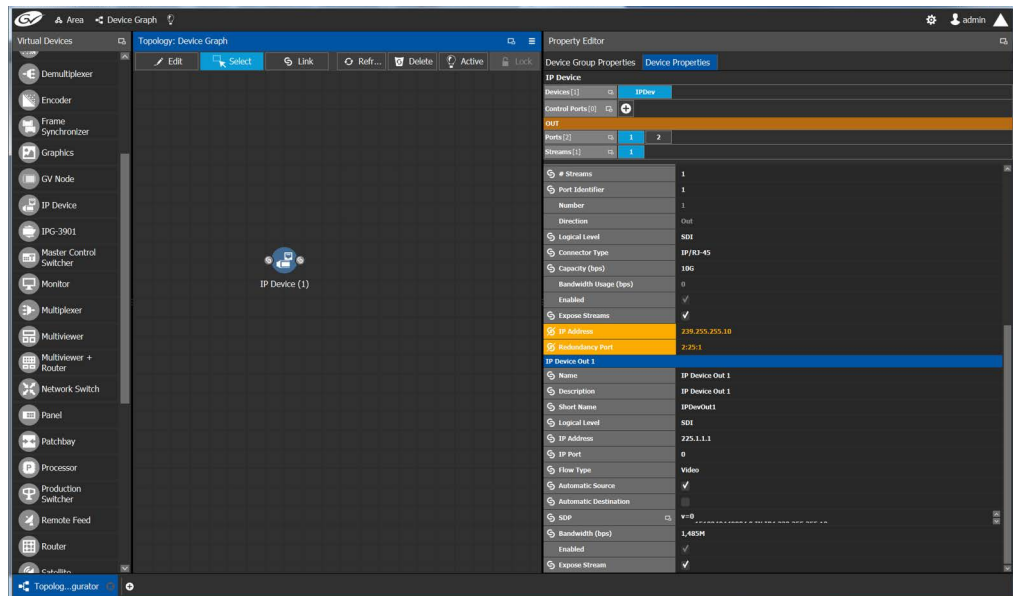 GV Area Device Graph admin
Virtual Devices
Demultiplexer
Encoder
Frame
Synchronizer
Graphics
GV Node
IP Device
IPG-3901
Master Control
Switcher
Monitor
Multiplexer
Multiviewer
Multiviewer +
Router
Network Switch
Panel
Patchbay
Processor
Production
Switcher
Remote Feed
Router
Satellite
Topology: Device Graph
Edit Select Link Refr... Delete Active Lock
IP Device (1)
Property Editor
Device Group Properties Device Properties
IP Device
Devices [1] IPDev
Control Ports [0]
OUT
Ports [2] 1 2
Streams [1] 1
# Streams 1
Port Identifier 1
Number 1
Direction Out
Logical Level SDI
Connector Type IP/RJ-45
Capacity (bps) 10G
Bandwidth Usage (bps) 0
Enabled
Expose Streams
IP Address 239.255.255.10
Redundancy Port 2:25:1
IP Device Out 1
Name IP Device Out 1
Description IP Device Out 1
Short Name IPDevOut1
Logical Level SDI
IP Address 225.1.1.1
IP Port 0
Flow Type Video
Automatic Source
Automatic Destination
SDP v=0
Bandwidth (bps) 1,485M
Enabled
Expose Stream
Topolog...gurator